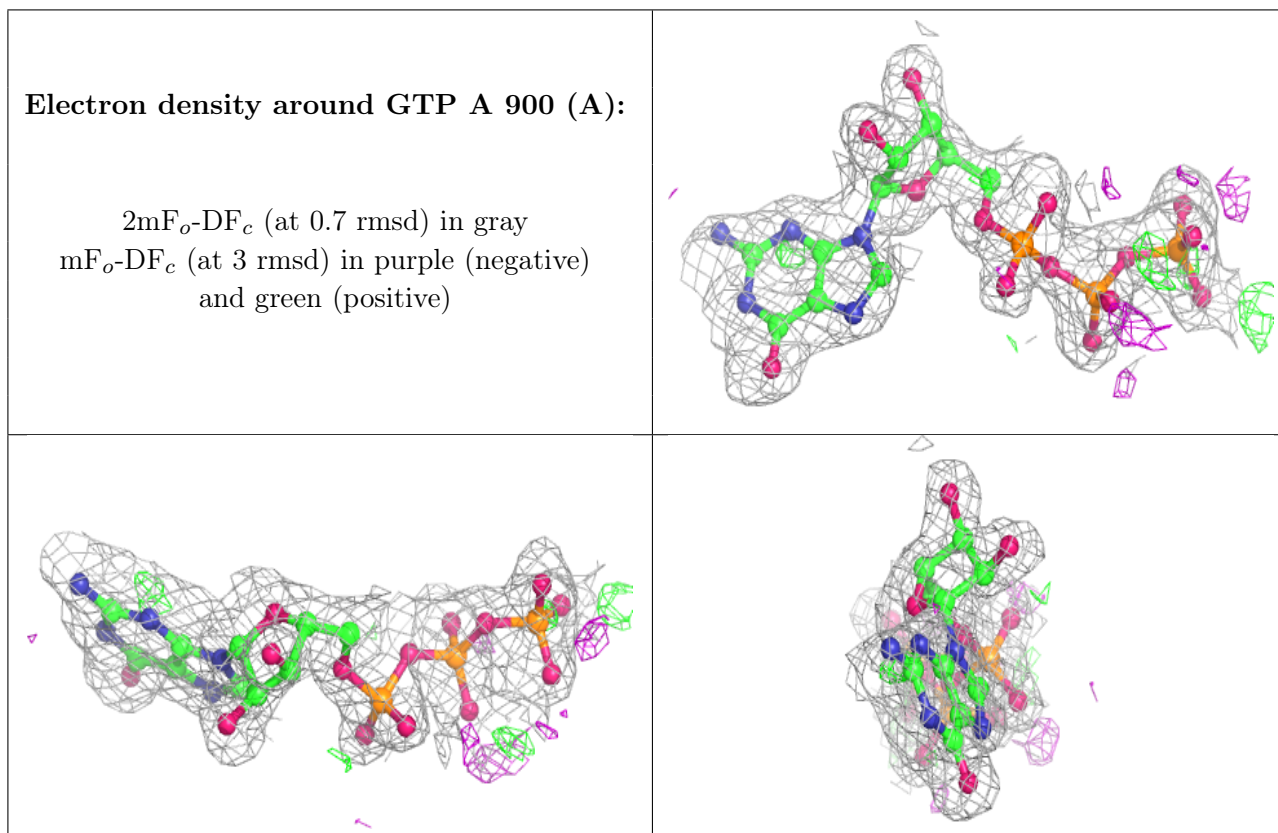 Electron density around GTP A 900 (A):
2mFo-DFc (at 0.7 rmsd) in gray
mFo-DFc (at 3 rmsd) in purple (negative)
and green (positive)